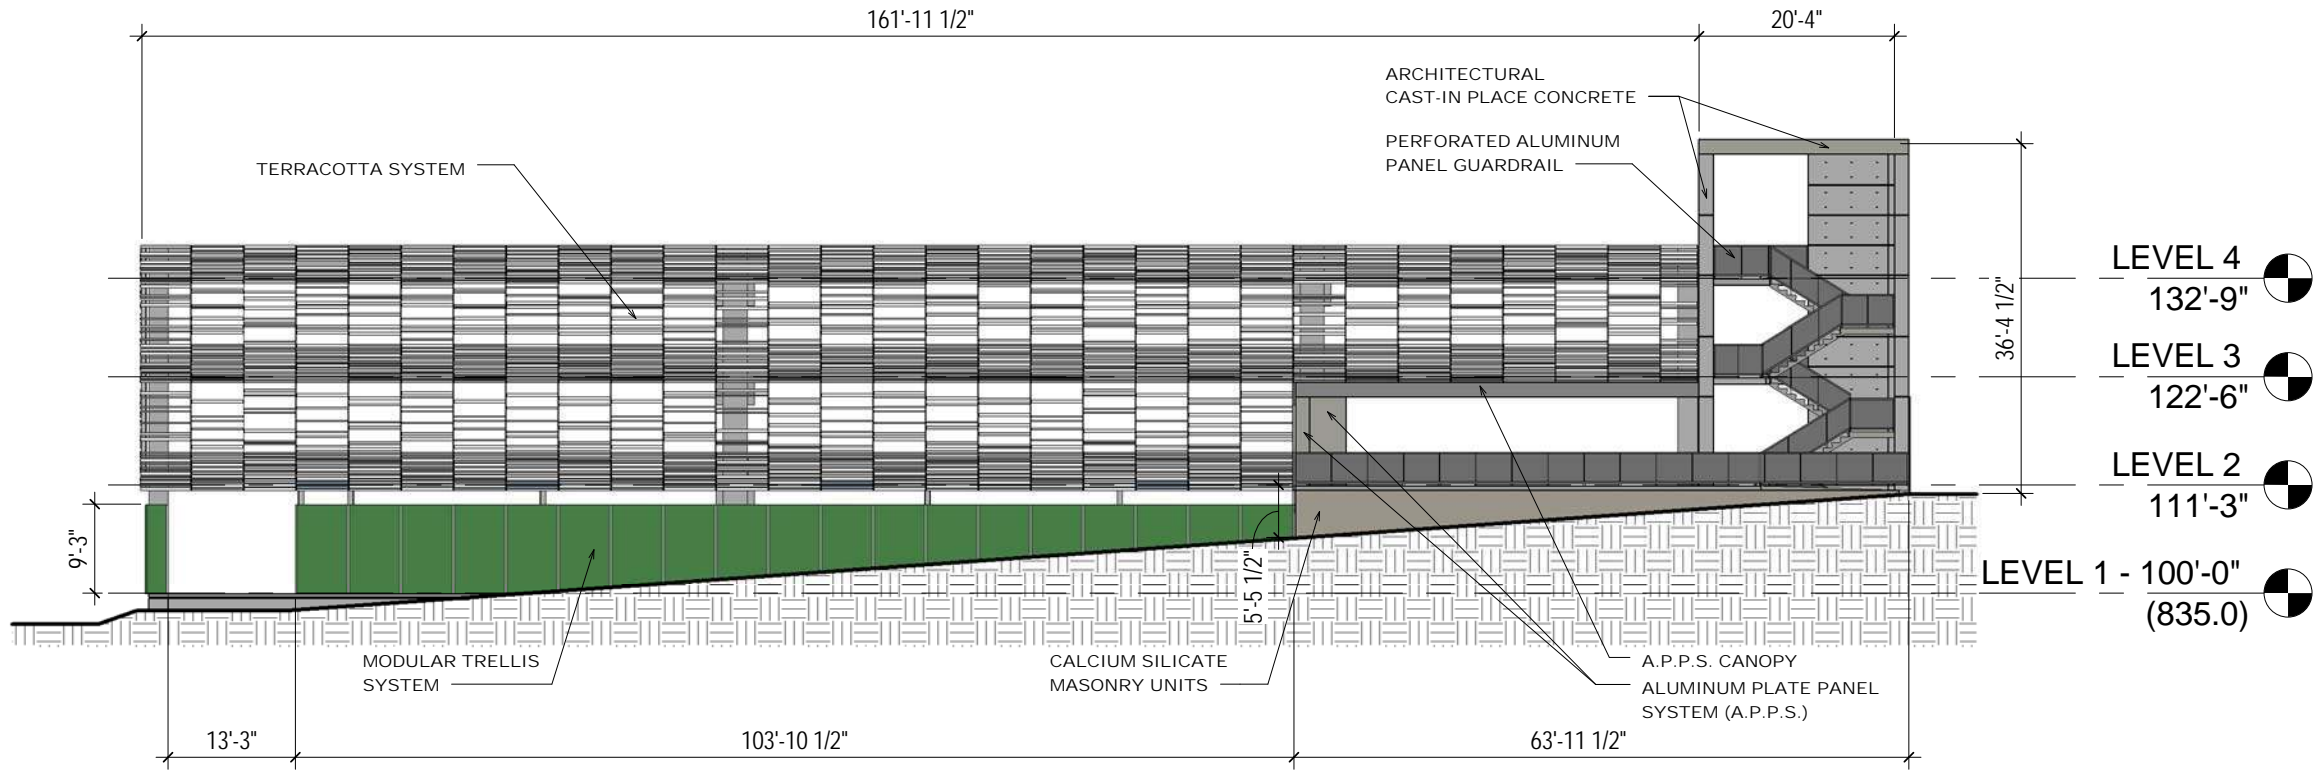 161'-11 1/2"
20'-4"
ARCHITECTURAL
CAST-IN PLACE CONCRETE
PERFORATED ALUMINUM
PANEL GUARDRAIL
TERRACOTTA SYSTEM
36'-4 1/2"
LEVEL 4
132'-9"
LEVEL 3
122'-6"
LEVEL 2
111'-3"
LEVEL 1 - 100'-0"
(835.0)
9'-3"
5'-5 1/2"
MODULAR TRELLIS
SYSTEM
CALCIUM SILICATE
MASONRY UNITS
A.P.P.S. CANOPY
ALUMINUM PLATE PANEL
SYSTEM (A.P.P.S.)
13'-3"
103'-10 1/2"
63'-11 1/2"